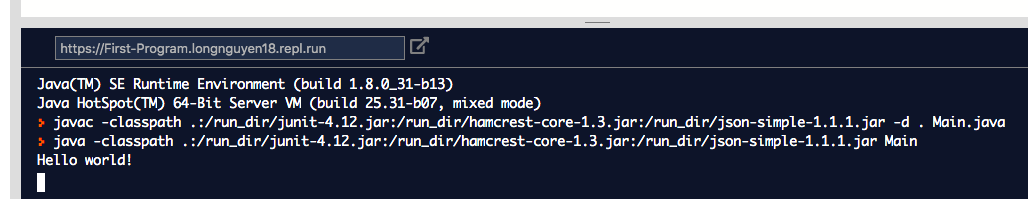 https://First-Program.longnguyen18.repl.run
Java(TM) SE Runtime Environment (build 1.8.0_31-b13)
Java HotSpot(TM) 64-Bit Server VM (build 25.31-b07, mixed mode)
> javac -classpath .:/run_dir/junit-4.12.jar:/run_dir/hamcrest-core-1.3.jar:/run_dir/json-simple-1.1.1.jar -d . Main.java
> java -classpath .:/run_dir/junit-4.12.jar:/run_dir/hamcrest-core-1.3.jar:/run_dir/json-simple-1.1.1.jar Main
Hello world!